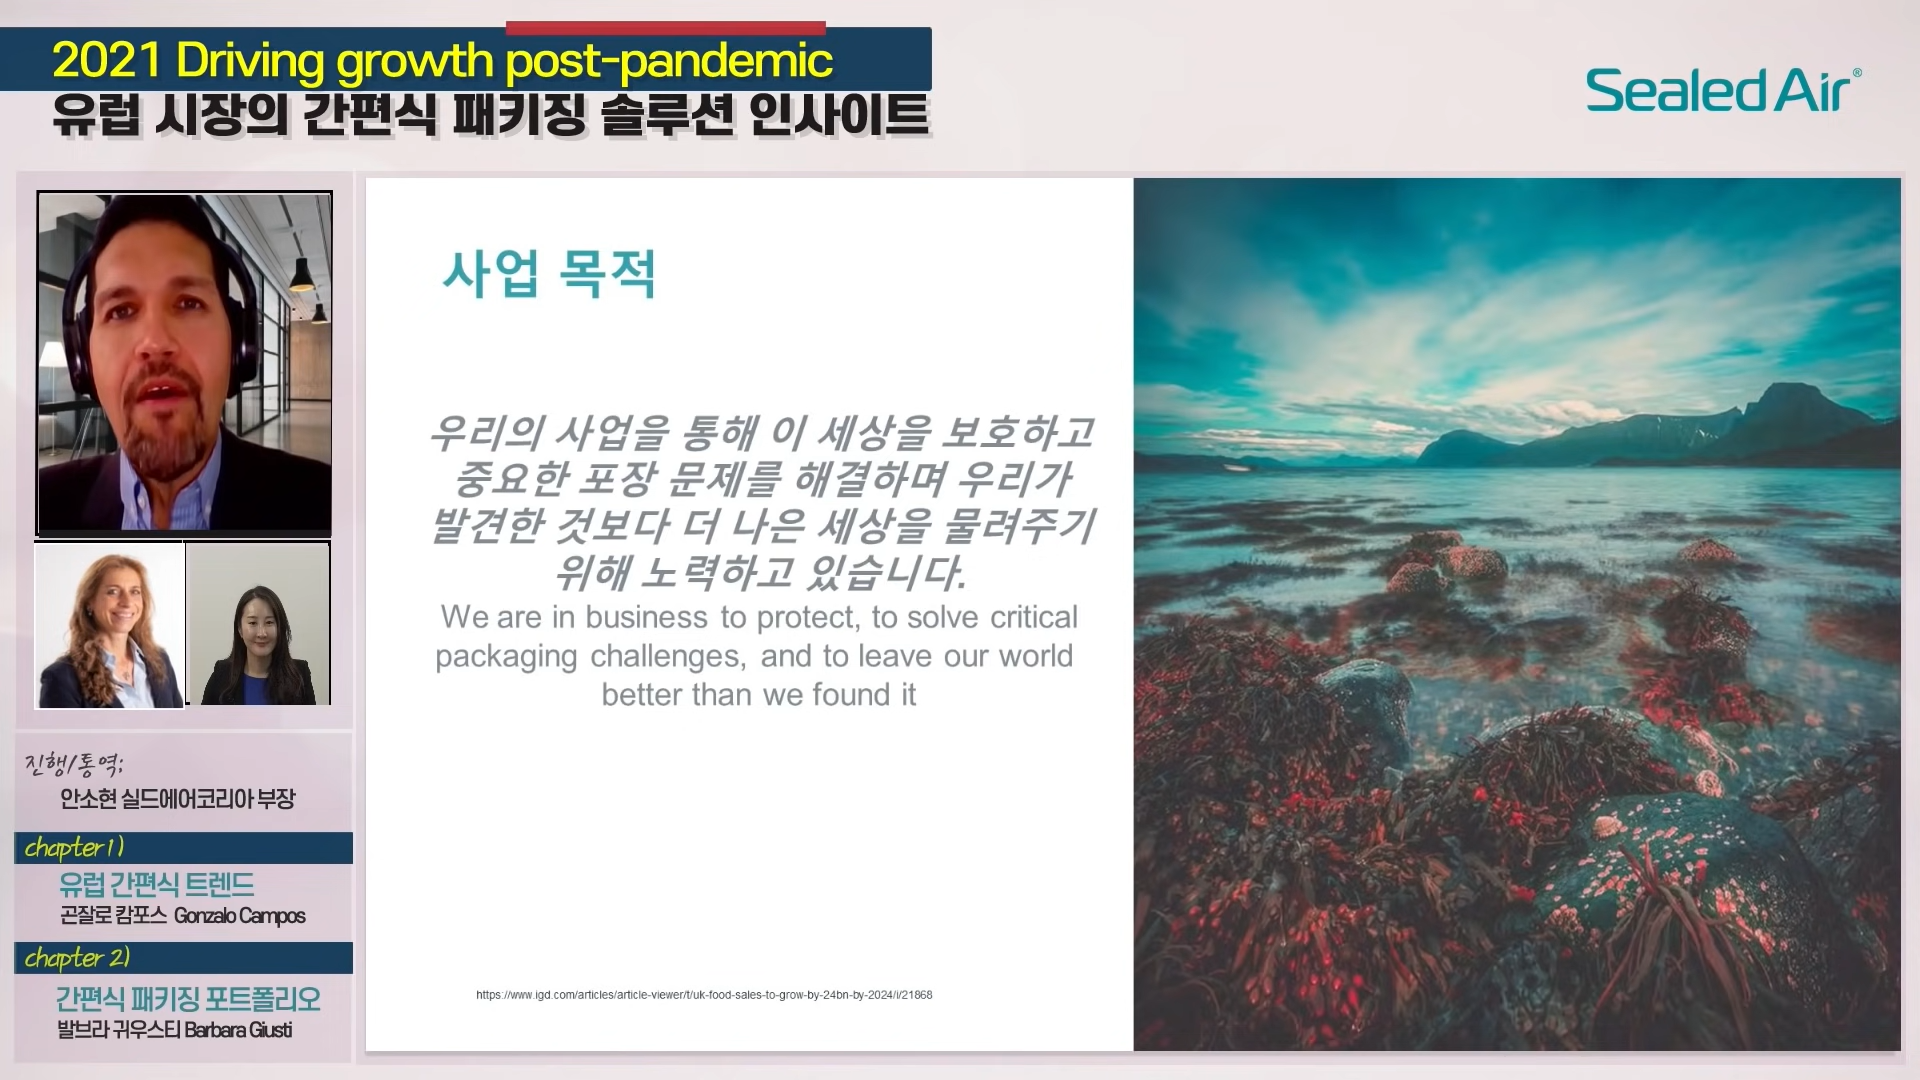 2021 Driving growth post-pandemic
유럽 시장의 간편식 패키징 솔루션 인사이트
Sealed Air®
사업 목적
우리의 사업을 통해 이 세상을 보호하고
중요한 포장 문제를 해결하며 우리가
발견한 것보다 더 나은 세상을 물려주기
위해 노력하고 있습니다.
We are in business to protect, to solve critical
packaging challenges, and to leave our world
better than we found it
https://www.igd.com/articles/article-viewer/t/uk-food-sales-to-grow-by-24bn-by-2024/i/21868
진행/통역;
안소현 실드에어코리아 부장
chapter 1)
유럽 간편식 트렌드
곤잘로 캄포스 Gonzalo Campos
chapter 2)
간편식 패키징 포트폴리오
발브라 귀우스티 Barbara Giusti